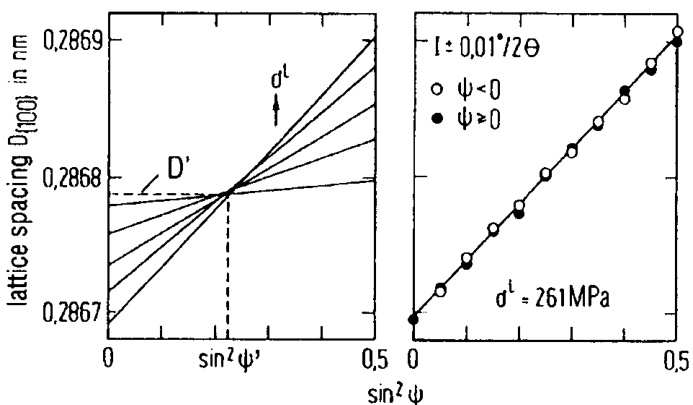 lattice spacing D{100} in nm
0,2869
0,2868
0,2867
D'
σᴸ
0
sin²ψ'
0,5
I ± 0,01°/2Θ
ψ<0
ψ≥0
σᴸ = 261MPa
0
0,5
sin²ψ